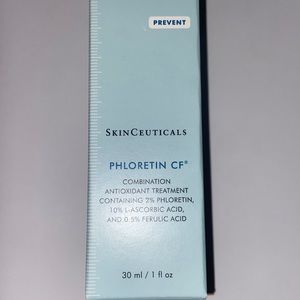 PREVENT
SKINCEUTICALS
PHLORETIN CF®
COMBINATION
ANTIOXIDANT TREATMENT
CONTAINING 2% PHLORETIN,
10% L-ASCORBIC ACID,
AND 0.5% FERULIC ACID
30 ml / 1 fl oz